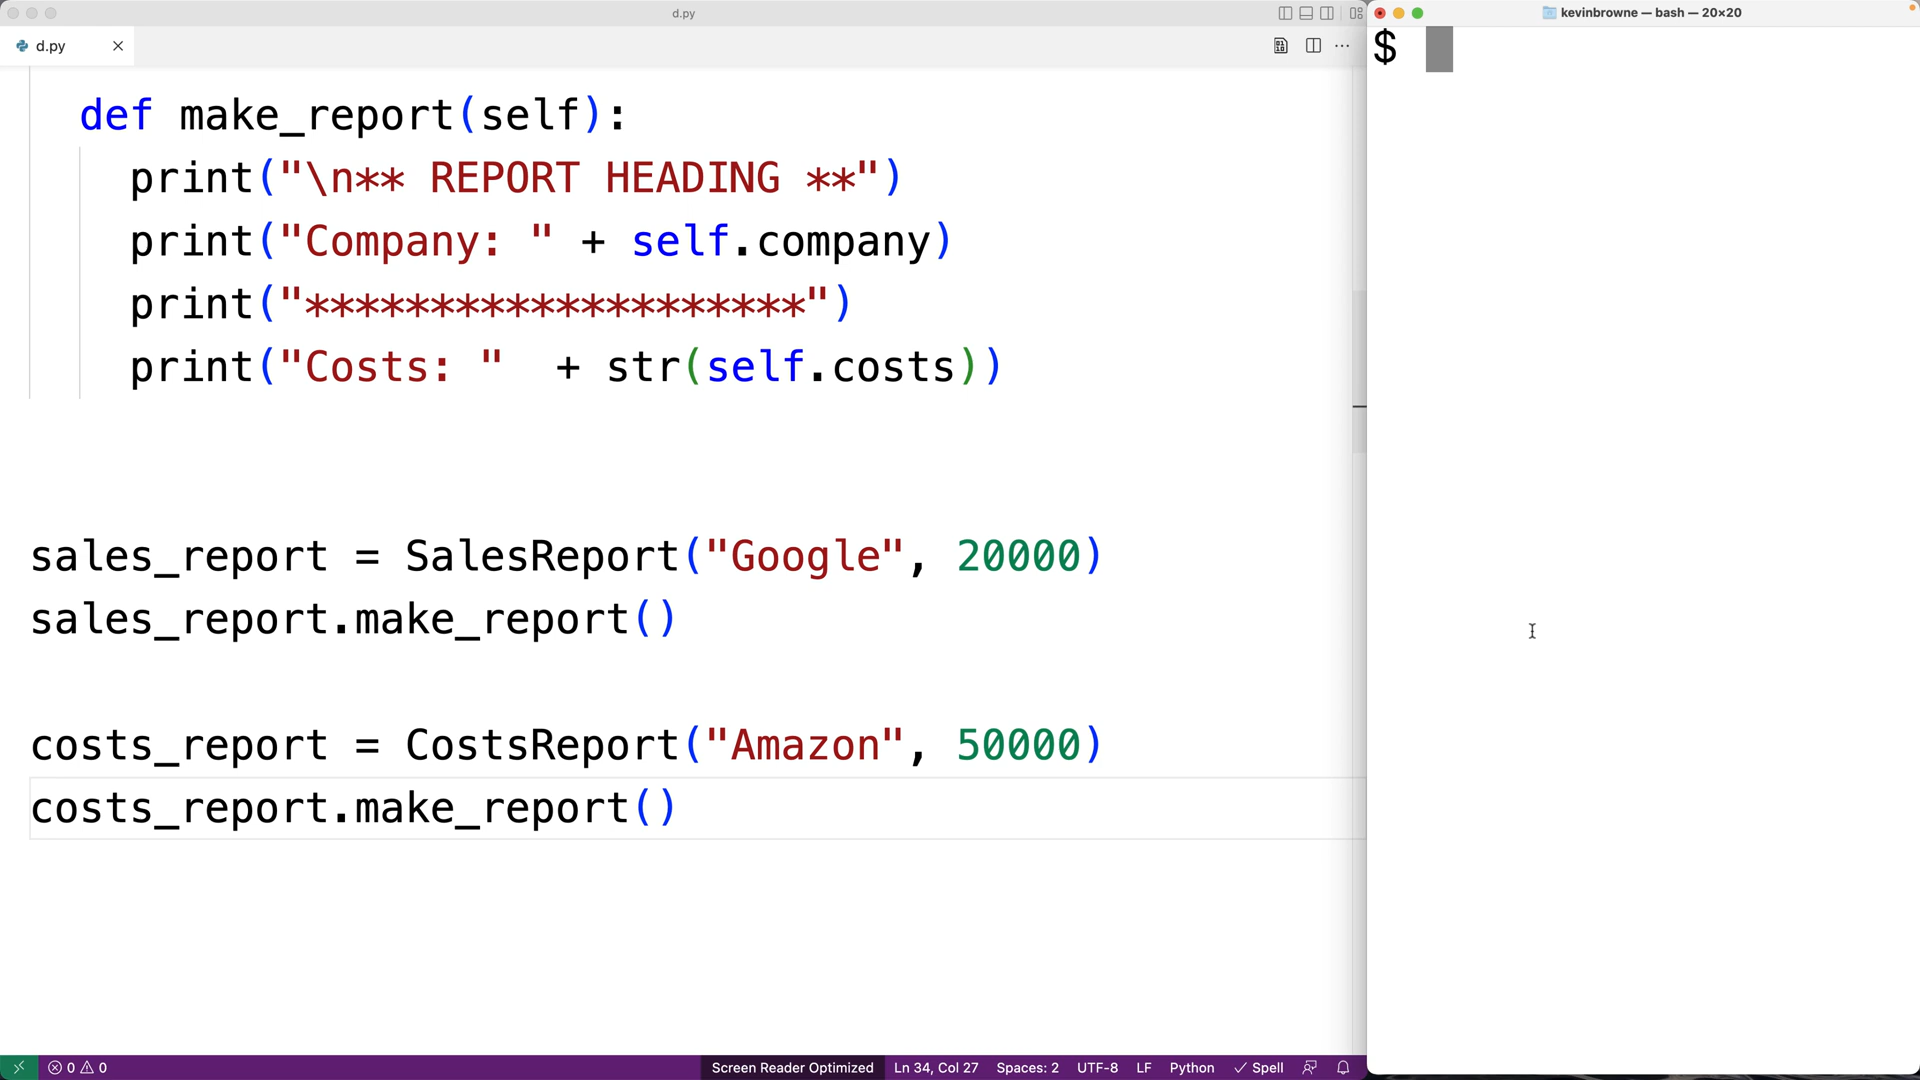 d.py
d.py
def make_report(self):
print("\n** REPORT HEADING **")
print("Company: " + self.company)
print("********************")
print("Costs: "  + str(self.costs))
sales_report = SalesReport("Google", 20000)
sales_report.make_report()
costs_report = CostsReport("Amazon", 50000)
costs_report.make_report()
0 0 Screen Reader Optimized Ln 34, Col 27 Spaces: 2 UTF-8 LF Python Spell
kevinbrowne — bash — 20×20
$